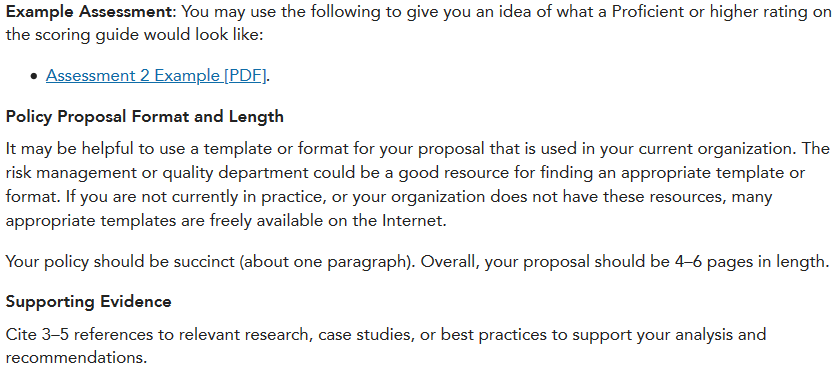 Example Assessment: You may use the following to give you an idea of what a Proficient or higher rating on
the scoring guide would look like:
• Assessment 2 Example [PDF].
Policy Proposal Format and Length
It may be helpful to use a template or format for your proposal that is used in your current organization. The
risk management or quality department could be a good resource for finding an appropriate template or
format. If you are not currently in practice, or your organization does not have these resources, many
appropriate templates are freely available on the Internet.
Your policy should be succinct (about one paragraph). Overall, your proposal should be 4–6 pages in length.
Supporting Evidence
Cite 3–5 references to relevant research, case studies, or best practices to support your analysis and
recommendations.